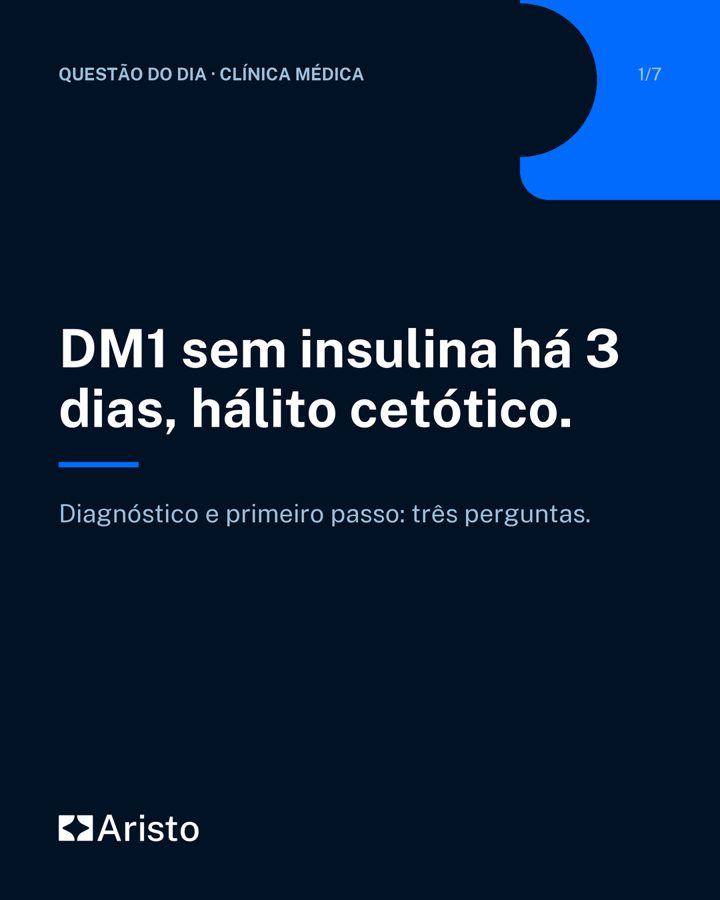 QUESTÃO DO DIA · CLÍNICA MÉDICA
1/7
DM1 sem insulina há 3
dias, hálito cetótico.
Diagnóstico e primeiro passo: três perguntas.
Aristo